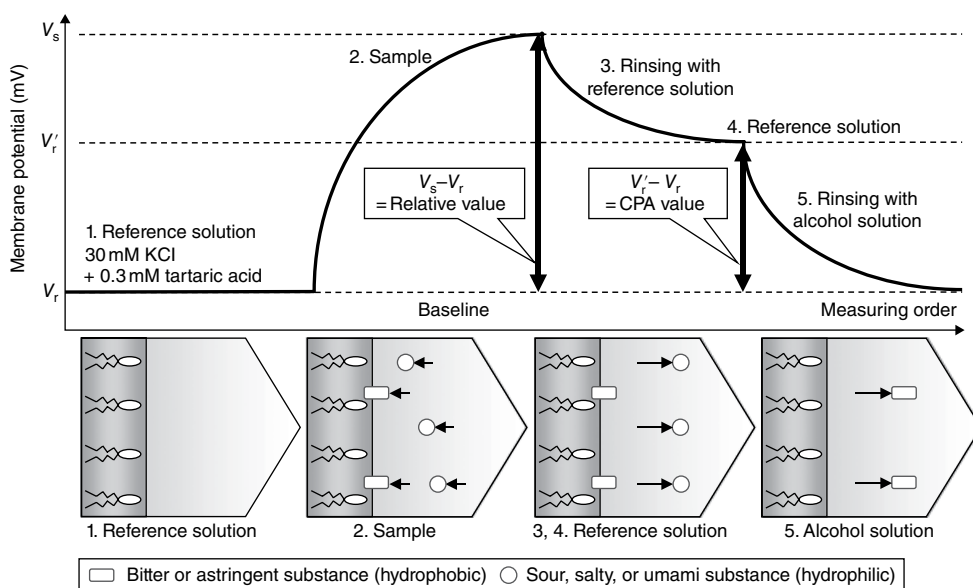 Membrane potential (mV)
Vs
V′r
Vr
2. Sample
3. Rinsing with
reference solution
4. Reference solution
Vs–Vr
= Relative value
V′r– Vr
= CPA value
5. Rinsing with
alcohol solution
1. Reference solution
30 mM KCl
+ 0.3 mM tartaric acid
Baseline
Measuring order
1. Reference solution
2. Sample
3, 4. Reference solution
5. Alcohol solution
Bitter or astringent substance (hydrophobic)
Sour, salty, or umami substance (hydrophilic)